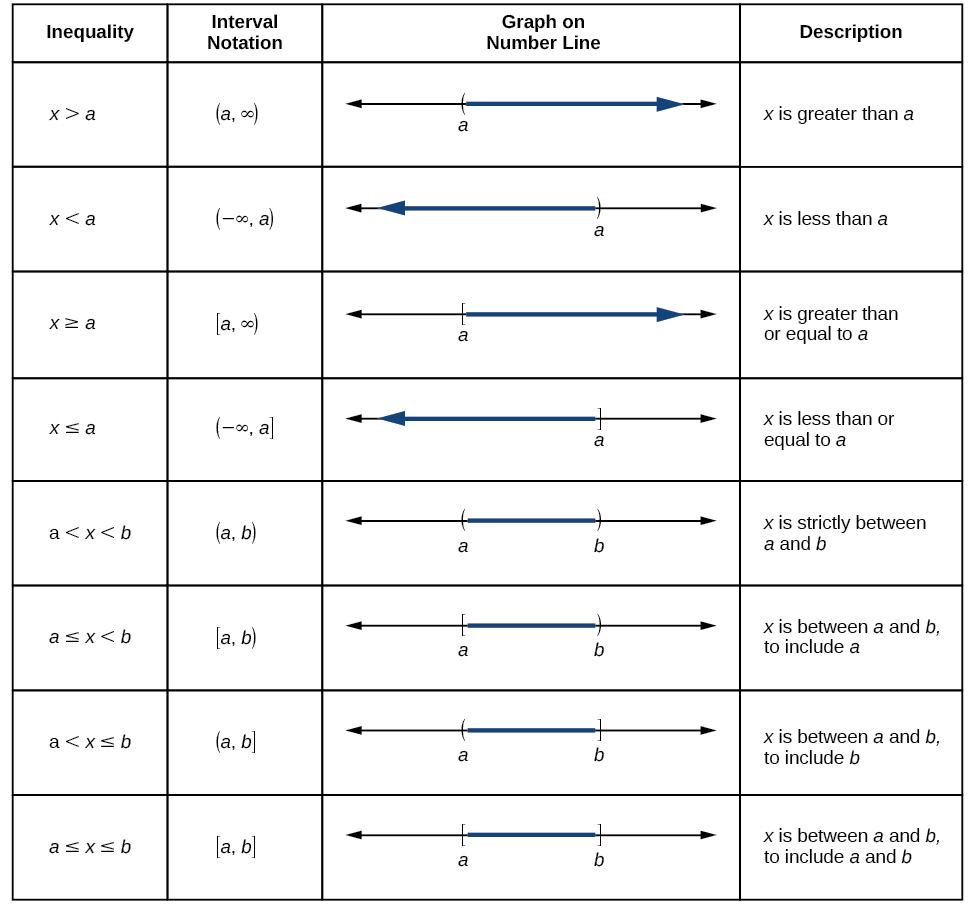 Inequality
Interval
Notation
Graph on
Number Line
Description
x > a
(a, ∞)
(
a
x is greater than a
x < a
(−∞, a)
)
a
x is less than a
x ≥ a
[a, ∞)
[
a
x is greater than
or equal to a
x ≤ a
(−∞, a]
]
a
x is less than or
equal to a
a < x < b
(a, b)
( )
a b
x is strictly between
a and b
a ≤ x < b
[a, b)
[ )
a b
x is between a and b,
to include a
a < x ≤ b
(a, b]
( ]
a b
x is between a and b,
to include b
a ≤ x ≤ b
[a, b]
[ ]
a b
x is between a and b,
to include a and b